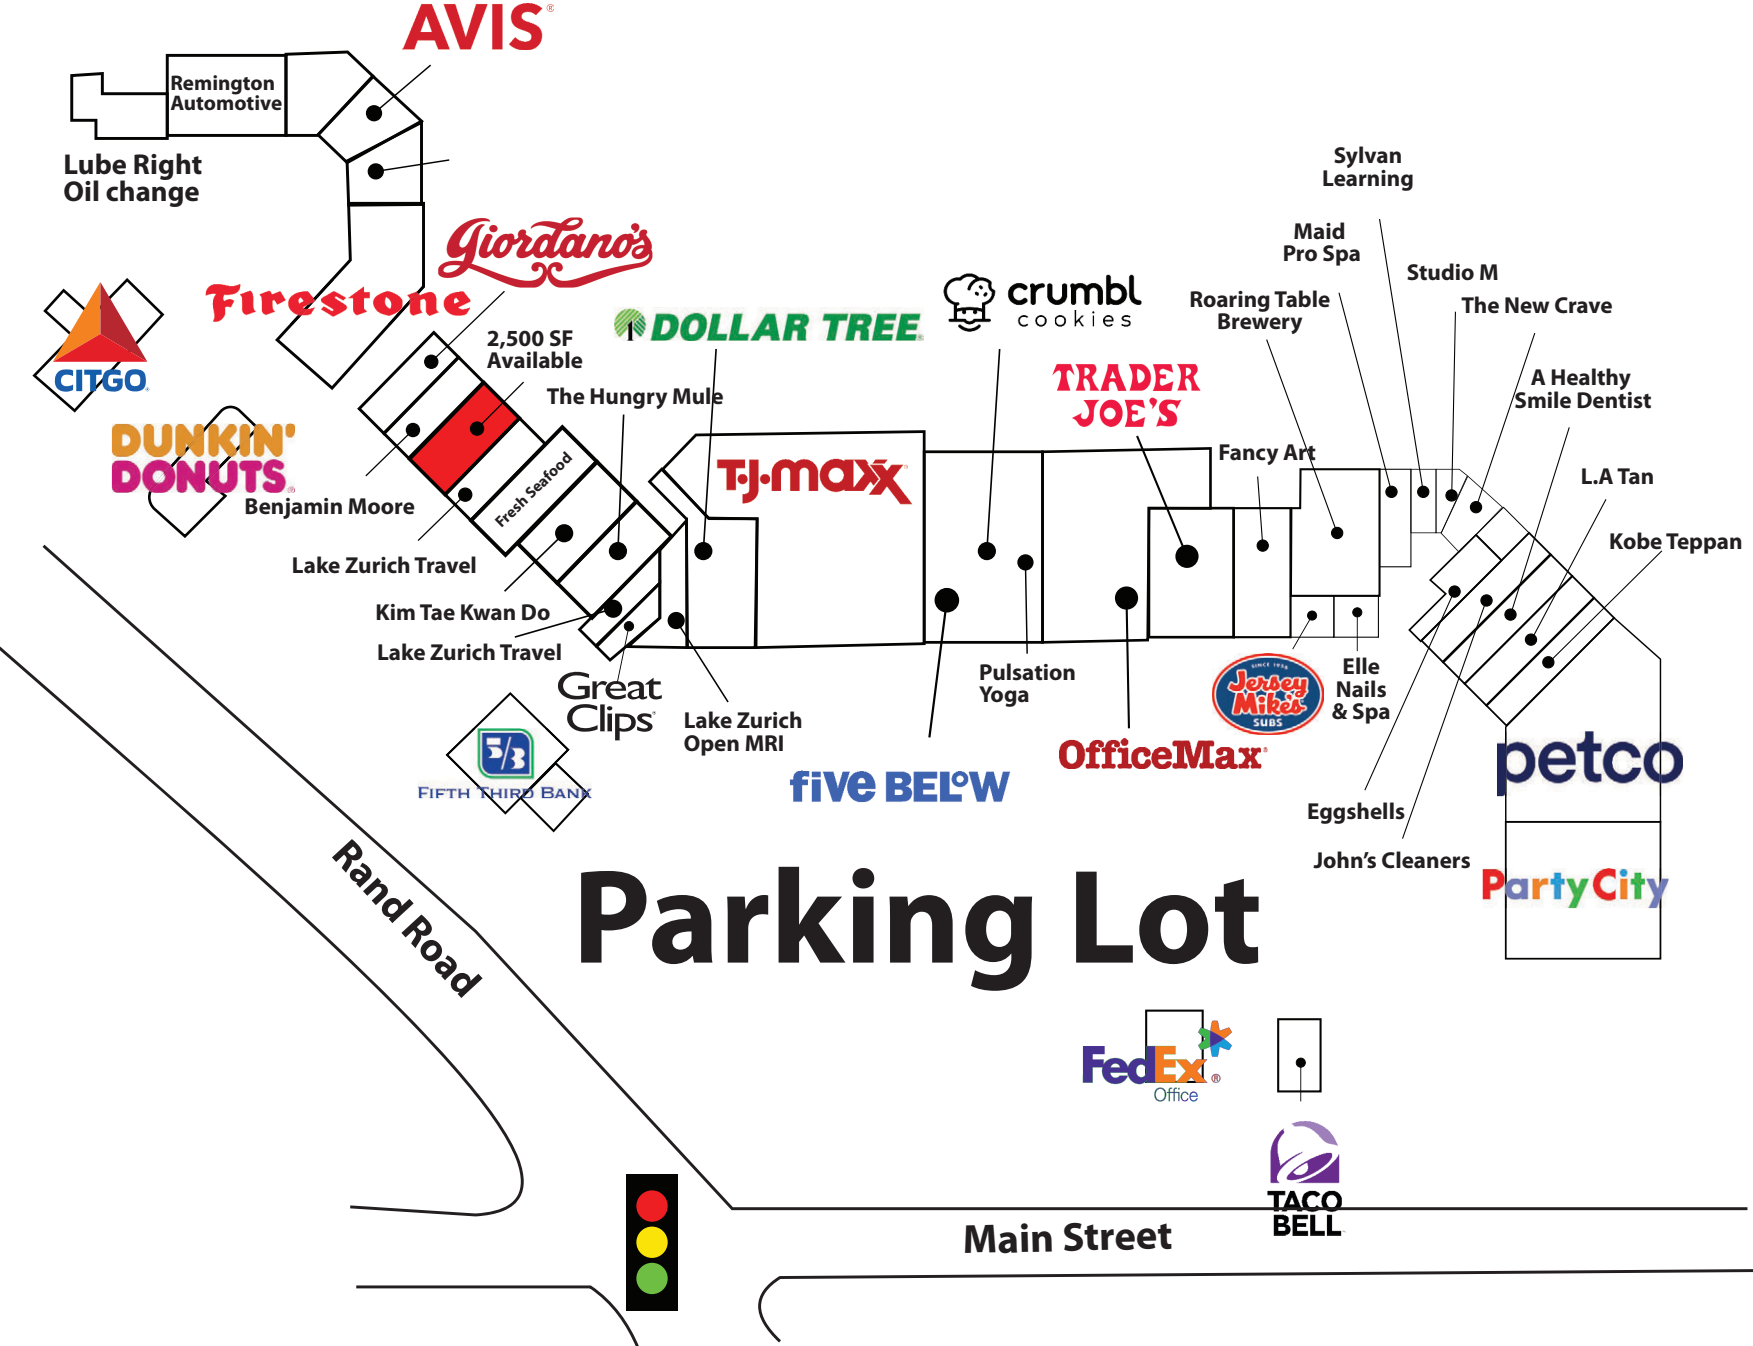 AVIS®
Remington
Automotive
Lube Right
Oil change
Giordano's
Firestone
CITGO
2,500 SF
Available
DUNKIN'
DONUTS®
Benjamin Moore
DOLLAR TREE
The Hungry Mule
Fresh Seafood
Lake Zurich Travel
Kim Tae Kwan Do
Lake Zurich Travel
Great
Clips
Lake Zurich
Open MRI
5/3
FIFTH THIRD BANK
T·J·maxx
crumbl
cookies
TRADER
JOE'S
five BELOW
Pulsation
Yoga
OfficeMax
Sylvan
Learning
Maid
Pro Spa
Studio M
Roaring Table
Brewery
The New Crave
A Healthy
Smile Dentist
Fancy Art
L.A Tan
Kobe Teppan
SINCE 1956
Jersey
Mike's
SUBS
Elle
Nails
& Spa
Eggshells
John's Cleaners
petco
Party City
Parking Lot
Rand Road
FedEx®
Office
TACO
BELL
Main Street